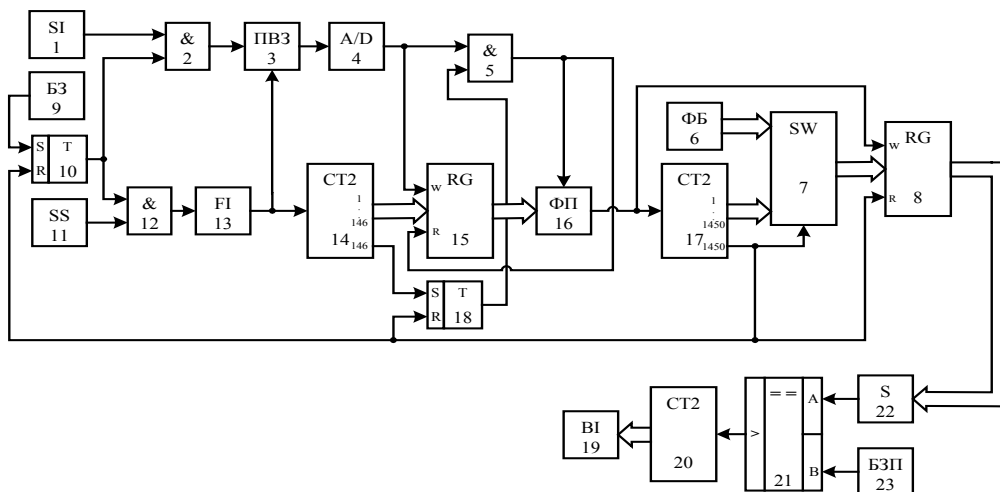 SI
1
&
2
ПВЗ
3
A/D
4
&
5
БЗ
9
S
R
T
10
SS
11
&
12
FI
13
CT2
1
.
146
14
146
W
R
RG
15
ФП
16
S
R
T
18
ФБ
6
SW
7
CT2
1
.
1450
17
1450
W
R
RG
8
BI
19
CT2
20
>
= =
21
A
B
S
22
БЗП
23